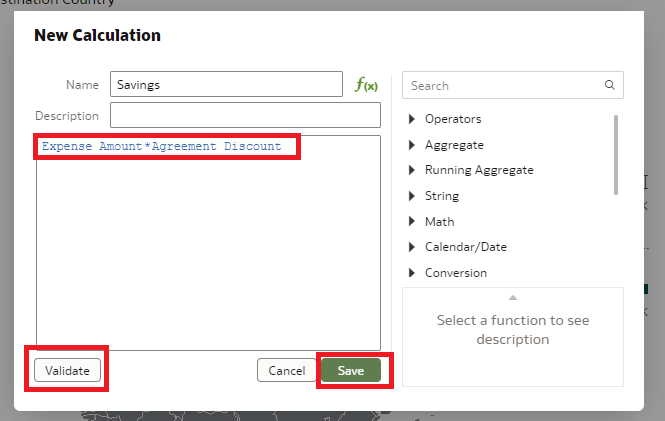 stination Country
New Calculation
Name Savings f(x)
Description
Expense Amount*Agreement Discount
Validate
Cancel
Save
Search
Operators
Aggregate
Running Aggregate
String
Math
Calendar/Date
Conversion
Select a function to see
description